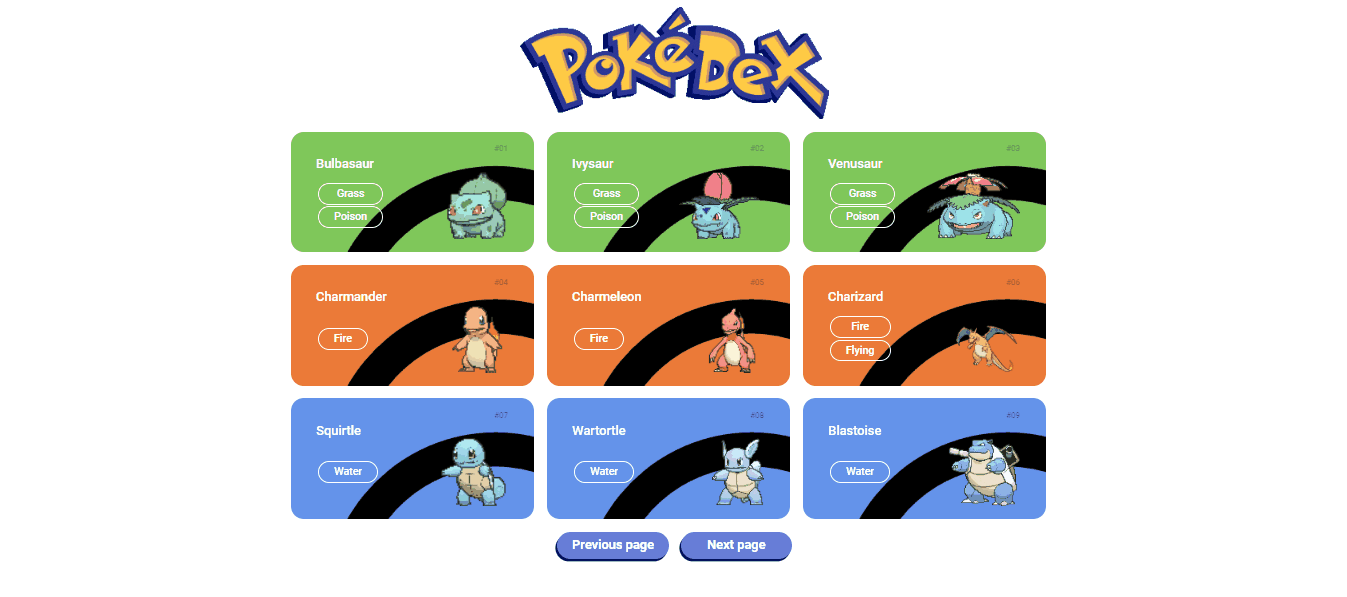 PoKéDeX
#01
Bulbasaur
Grass
Poison
#02
Ivysaur
Grass
Poison
#03
Venusaur
Grass
Poison
#04
Charmander
Fire
#05
Charmeleon
Fire
#06
Charizard
Fire
Flying
#07
Squirtle
Water
#08
Wartortle
Water
#09
Blastoise
Water
Previous page
Next page